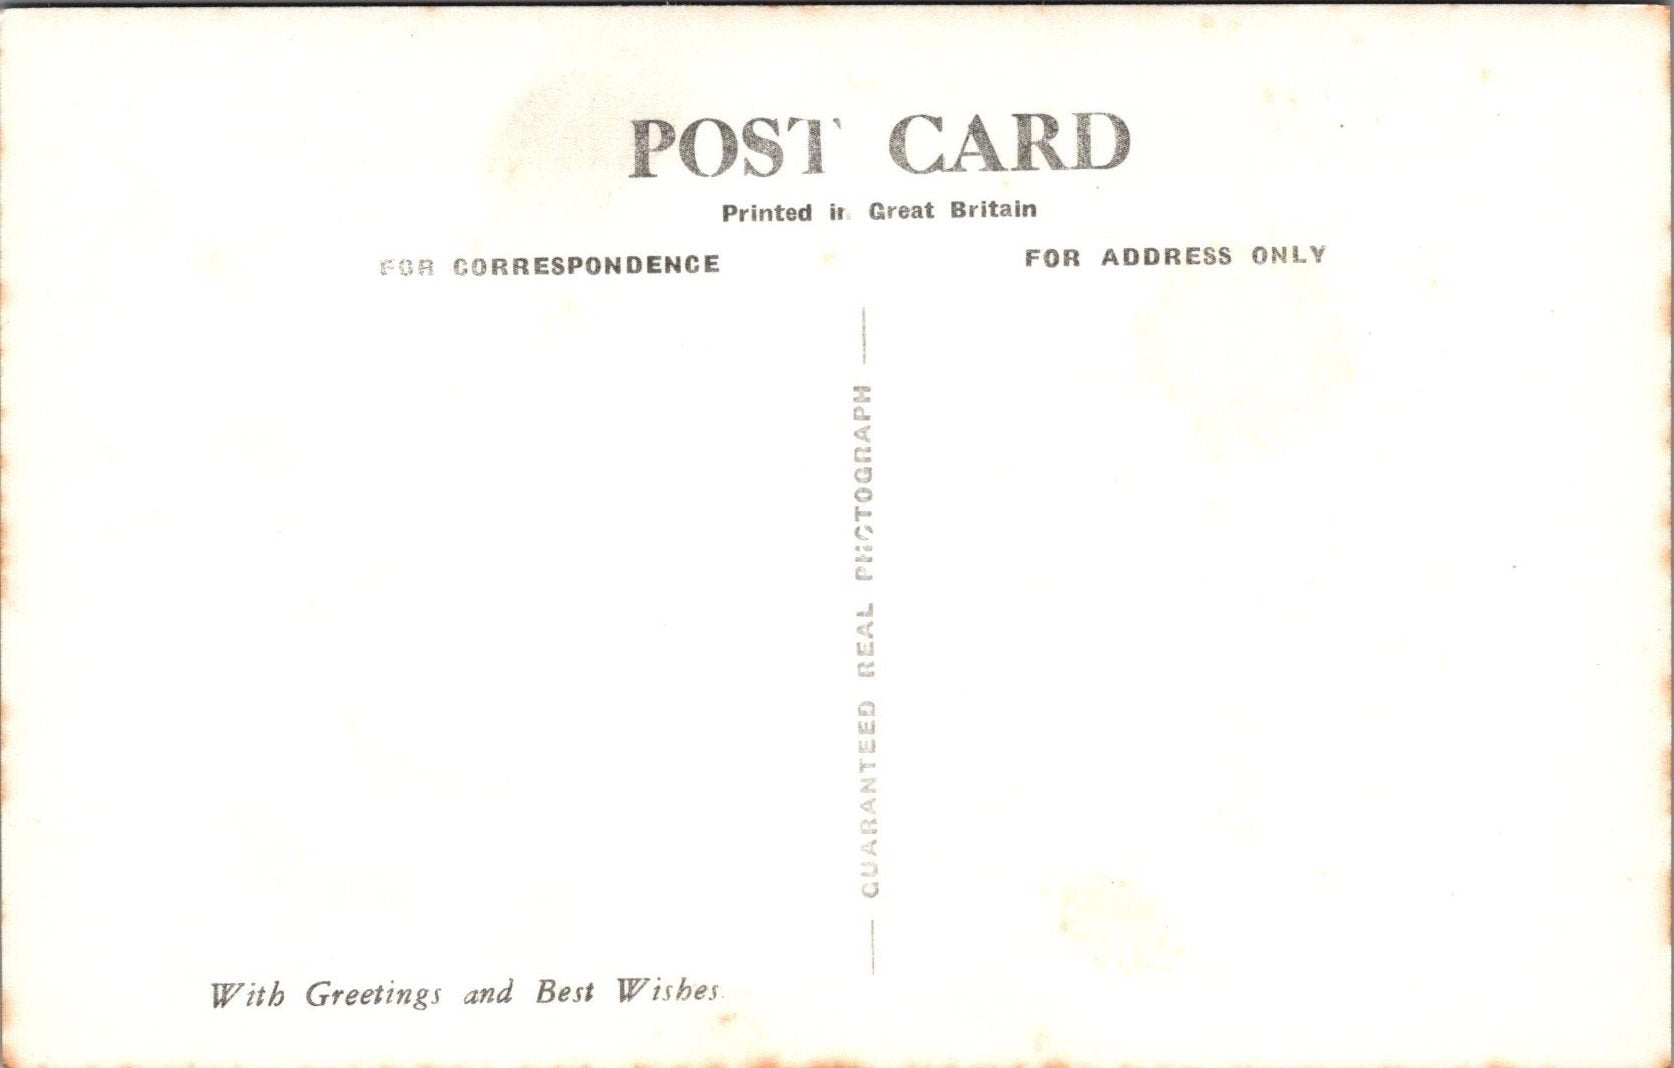 POST CARD
Printed in Great Britain
FOR CORRESPONDENCE
FOR ADDRESS ONLY
GUARANTEED REAL PHOTOGRAPH
With Greetings and Best Wishes